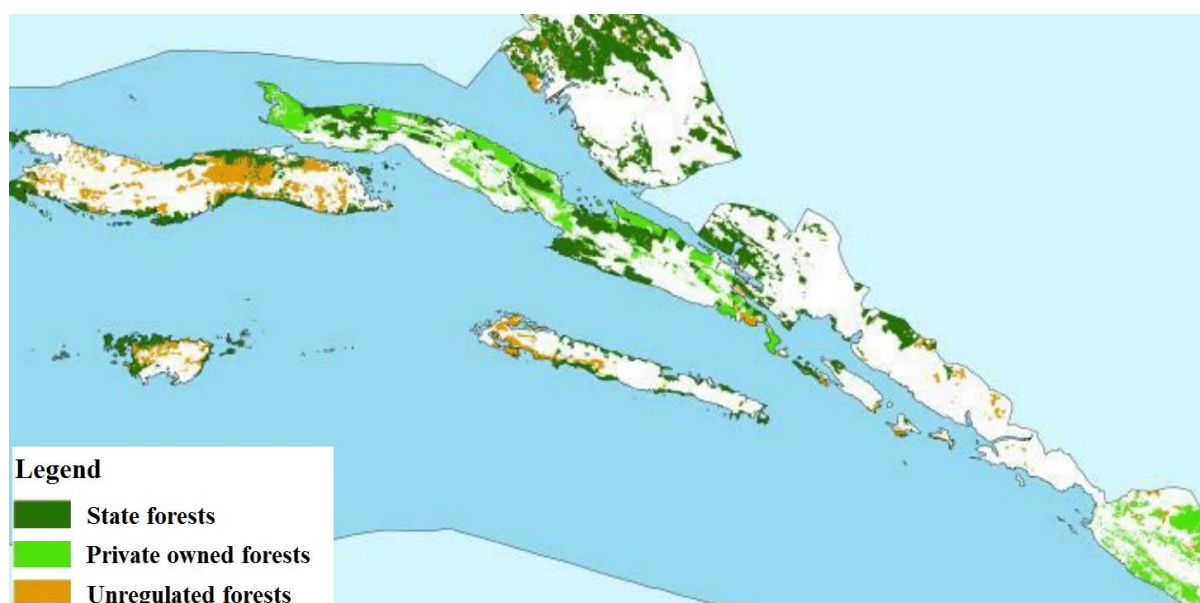 Legend
State forests
Private owned forests
Unregulated forests